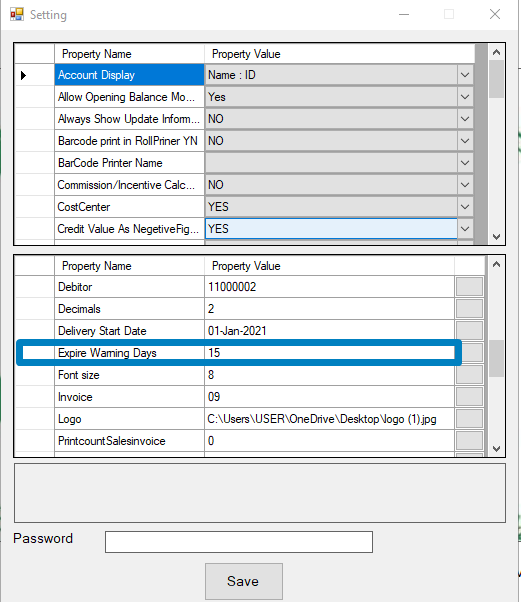 Setting
Property Name Property Value
Account Display Name : ID
Allow Opening Balance Mo... Yes
Always Show Update Inform... NO
Barcode print in RollPriner YN NO
BarCode Printer Name
Commission/Incentive Calc... NO
CostCenter YES
Credit Value As NegetiveFig... YES
Property Name Property Value
Debitor 11000002
Decimals 2
Delivery Start Date 01-Jan-2021
Expire Warning Days 15
Font size 8
Invoice 09
Logo C:\Users\USER\OneDrive\Desktop\logo (1).jpg
PrintcountSalesinvoice 0
Password
Save